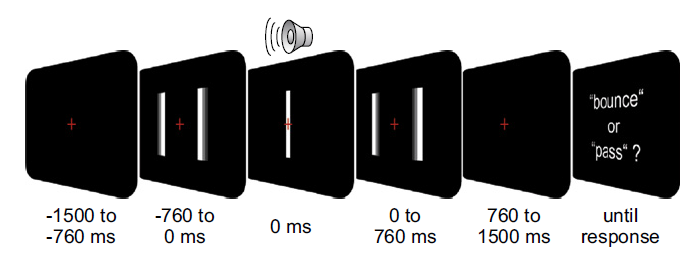 "bounce"
or
"pass" ?
-1500 to
-760 ms
-760 to
0 ms
0 ms
0 to
760 ms
760 to
1500 ms
until
response